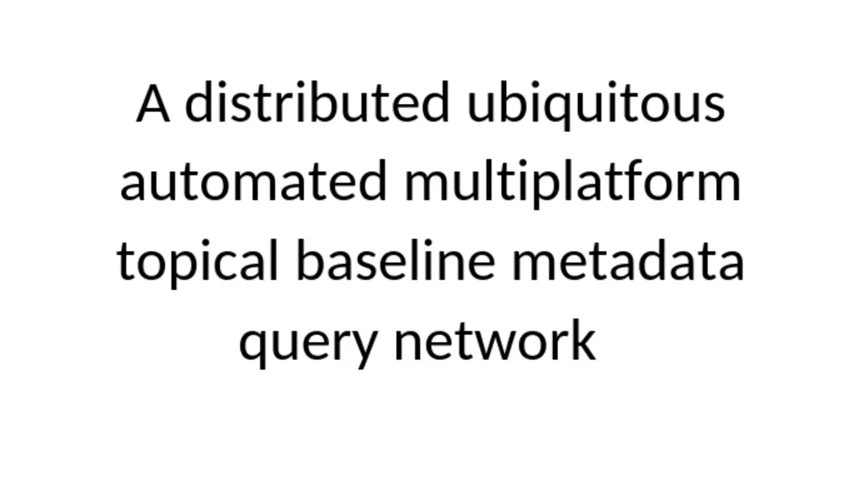 A distributed ubiquitous
automated multiplatform
topical baseline metadata
query network